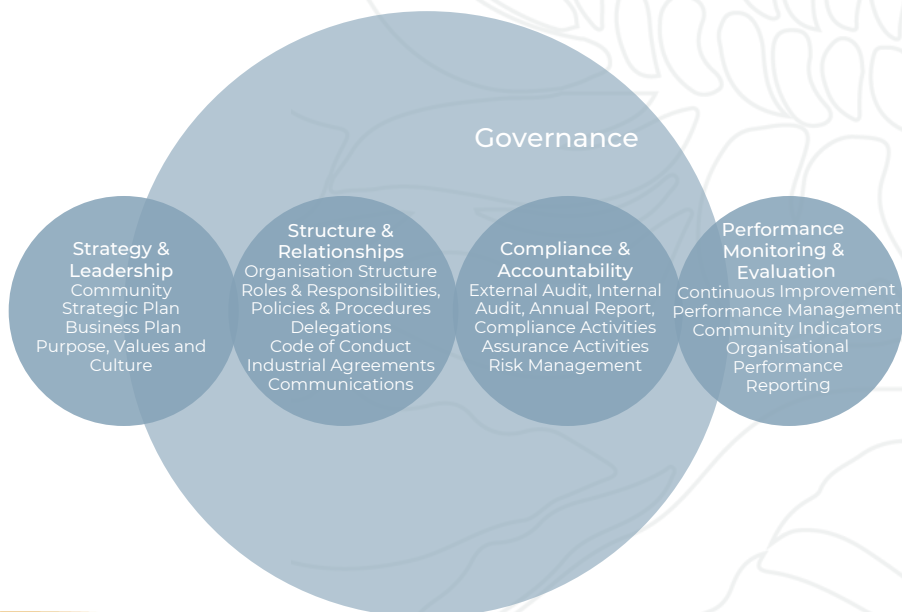 Governance
Strategy &
Leadership
Community
Strategic Plan
Business Plan
Purpose, Values and
Culture
Structure &
Relationships
Organisation Structure
Roles & Responsibilities,
Policies & Procedures
Delegations
Code of Conduct
Industrial Agreements
Communications
Compliance &
Accountability
External Audit, Internal
Audit, Annual Report,
Compliance Activities
Assurance Activities
Risk Management
Performance
Monitoring &
Evaluation
Continuous Improvement
Performance Management
Community Indicators
Organisational
Performance
Reporting